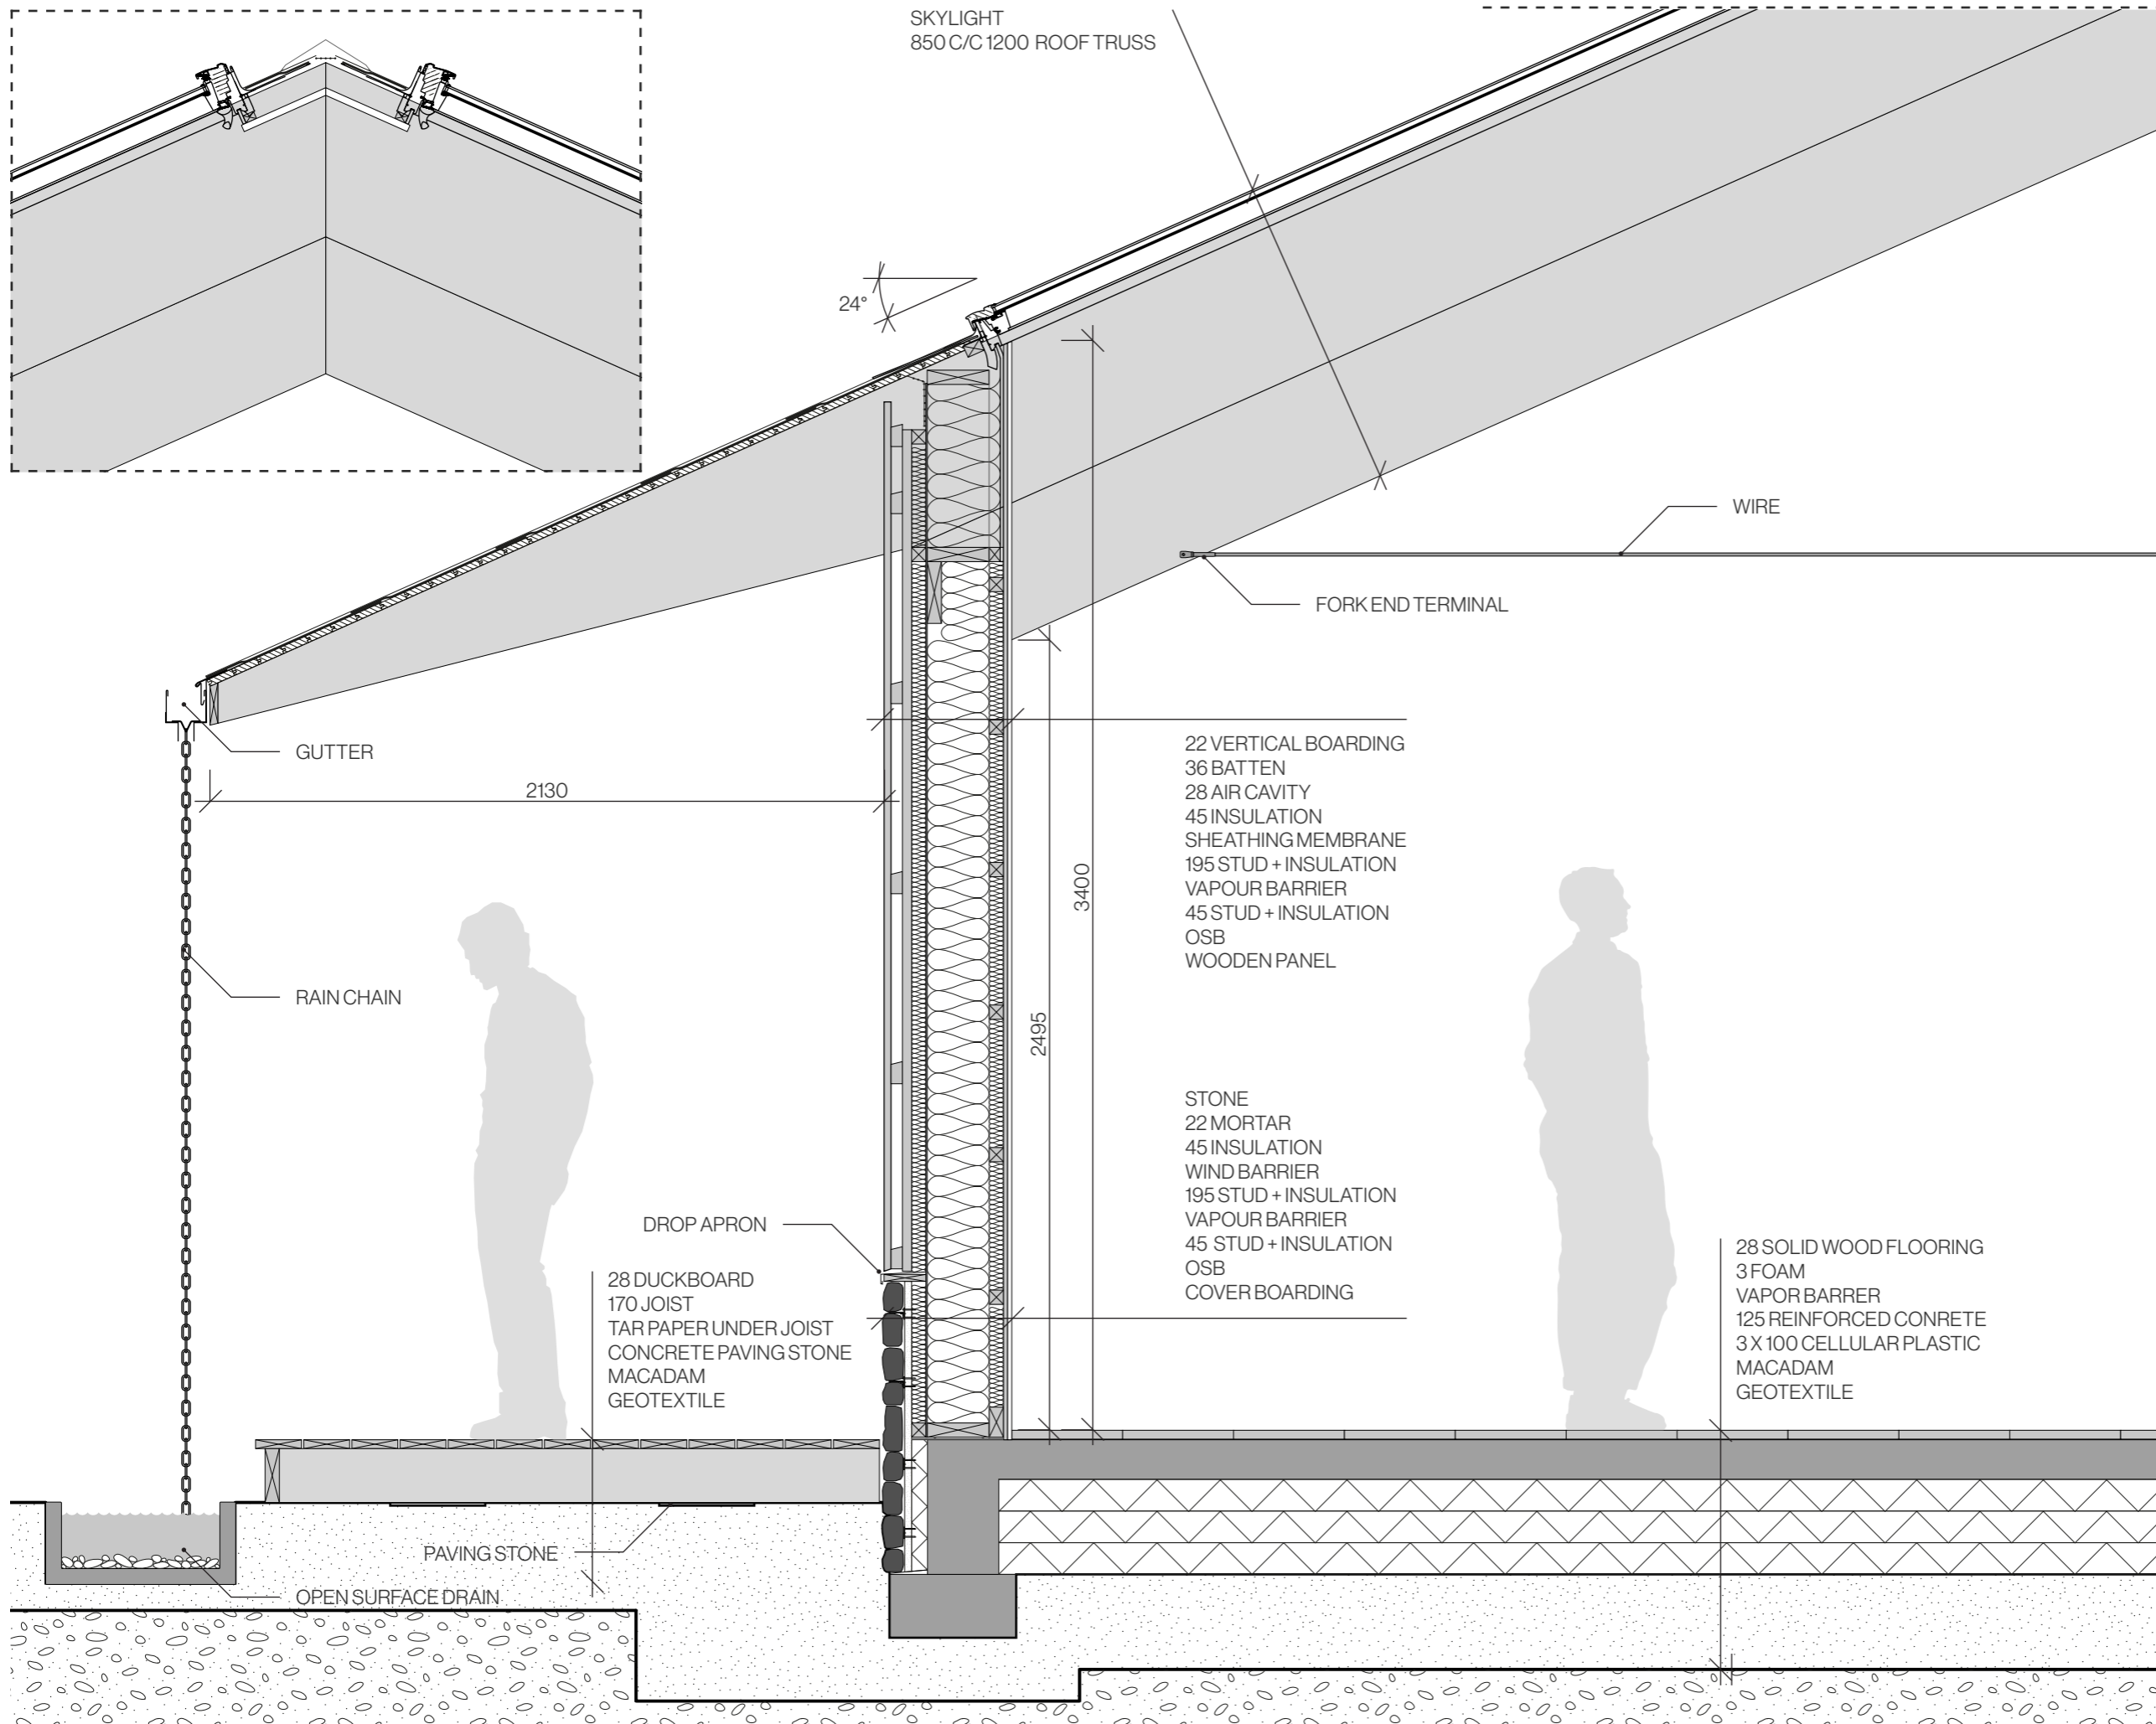 SKYLIGHT
850 C/C 1200 ROOF TRUSS
24°
WIRE
FORK END TERMINAL
GUTTER
2130
22 VERTICAL BOARDING
36 BATTEN
28 AIR CAVITY
45 INSULATION
SHEATHING MEMBRANE
195 STUD + INSULATION
VAPOUR BARRIER
45 STUD + INSULATION
OSB
WOODEN PANEL
3400
RAIN CHAIN
2495
STONE
22 MORTAR
45 INSULATION
WIND BARRIER
195 STUD + INSULATION
VAPOUR BARRIER
45 STUD + INSULATION
OSB
COVER BOARDING
DROP APRON
28 DUCKBOARD
170 JOIST
TAR PAPER UNDER JOIST
CONCRETE PAVING STONE
MACADAM
GEOTEXTILE
28 SOLID WOOD FLOORING
3 FOAM
VAPOR BARRER
125 REINFORCED CONRETE
3 X 100 CELLULAR PLASTIC
MACADAM
GEOTEXTILE
PAVING STONE
OPEN SURFACE DRAIN